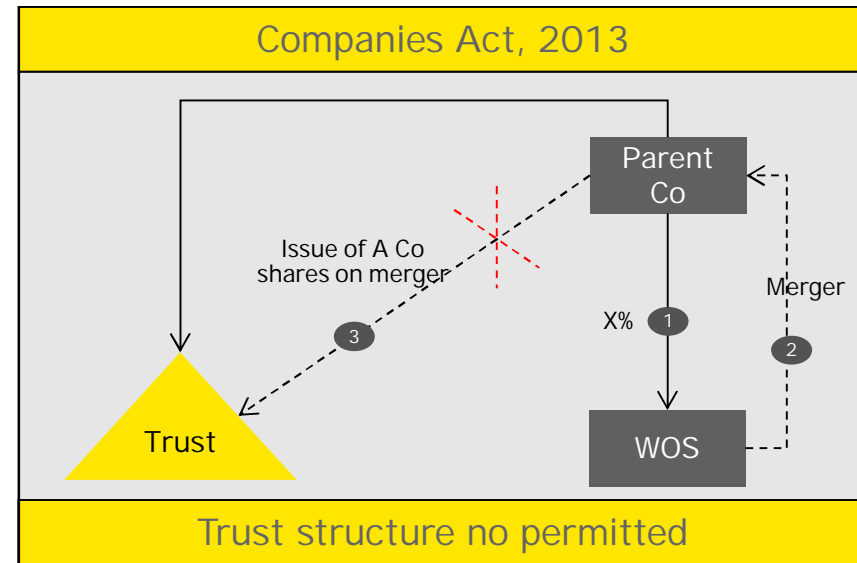 Companies Act, 2013
Parent
Co
Issue of A Co
shares on merger
Merger
X%
1
3
2
Trust
WOS
Trust structure no permitted